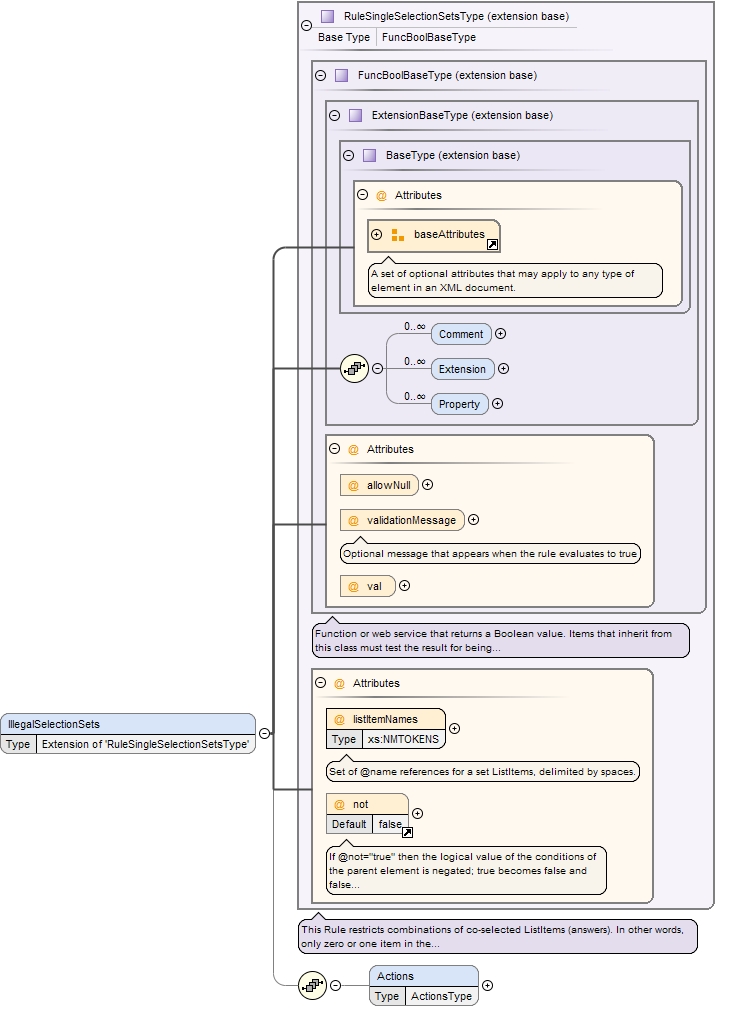 RuleSingleSelectionSetsType (extension base)
Base Type FuncBoolBaseType
FuncBoolBaseType (extension base)
ExtensionBaseType (extension base)
BaseType (extension base)
@ Attributes
baseAttributes
A set of optional attributes that may apply to any type of
element in an XML document.
0..∞ Comment
0..∞ Extension
0..∞ Property
@ Attributes
@ allowNull
@ validationMessage
Optional message that appears when the rule evaluates to true
@ val
Function or web service that returns a Boolean value. Items that inherit from
this class must test the result for being...
@ Attributes
@ listItemNames
Type xs:NMTOKENS
Set of @name references for a set ListItems, delimited by spaces.
@ not
Default false
If @not="true" then the logical value of the conditions of
the parent element is negated; true becomes false and
false...
IllegalSelectionSets
Type Extension of 'RuleSingleSelectionSetsType'
This Rule restricts combinations of co-selected ListItems (answers). In other words,
only zero or one item in the...
Actions
Type ActionsType